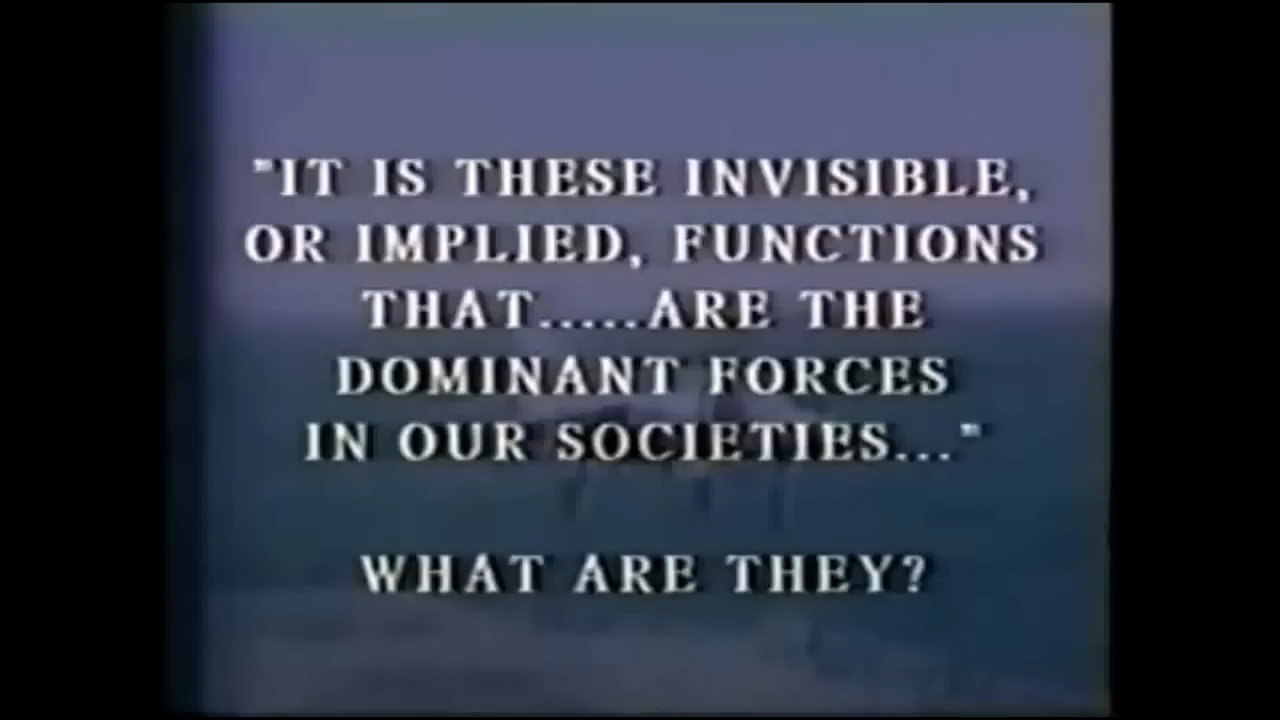 "IT IS THESE INVISIBLE,
OR IMPLIED, FUNCTIONS
THAT......ARE THE
DOMINANT FORCES
IN OUR SOCIETIES..."
WHAT ARE THEY?